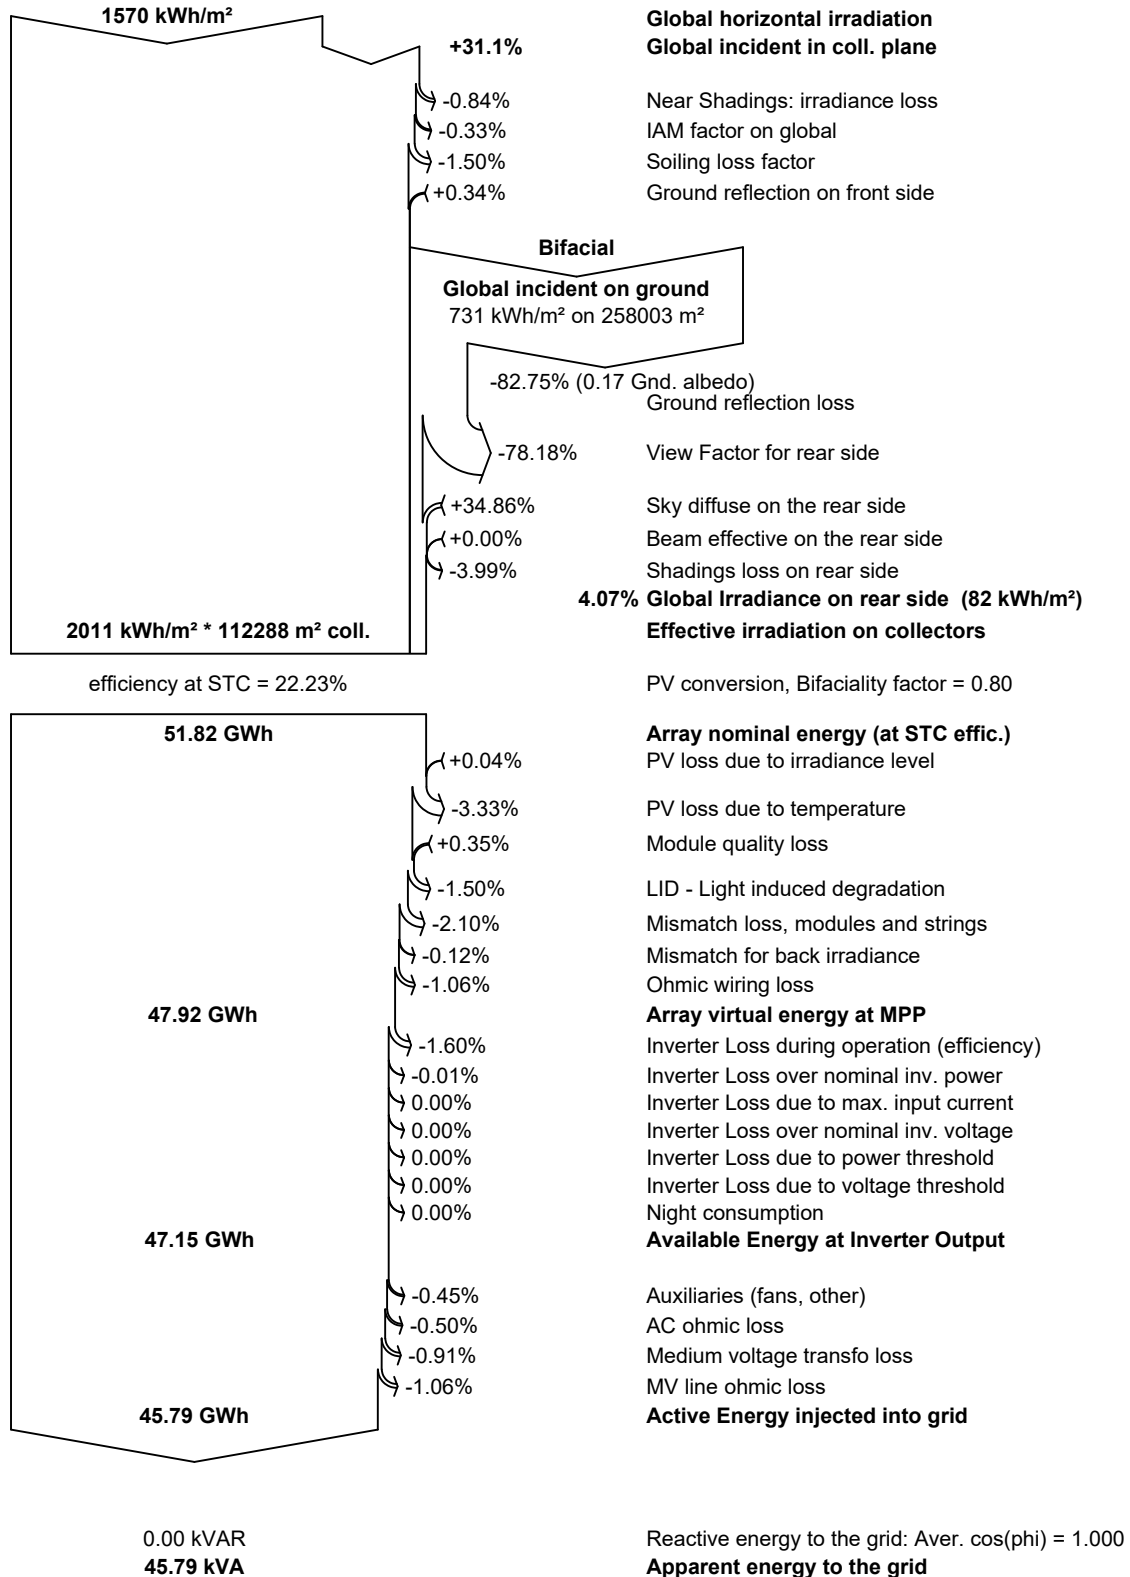 1570 kWh/m² Global horizontal irradiation
+31.1% Global incident in coll. plane
-0.84% Near Shadings: irradiance loss
-0.33% IAM factor on global
-1.50% Soiling loss factor
+0.34% Ground reflection on front side
Bifacial
Global incident on ground
731 kWh/m² on 258003 m²
-82.75% (0.17 Gnd. albedo)
Ground reflection loss
-78.18% View Factor for rear side
+34.86% Sky diffuse on the rear side
+0.00% Beam effective on the rear side
-3.99% Shadings loss on rear side
4.07% Global Irradiance on rear side (82 kWh/m²)
2011 kWh/m² * 112288 m² coll. Effective irradiation on collectors
efficiency at STC = 22.23% PV conversion, Bifaciality factor = 0.80
51.82 GWh Array nominal energy (at STC effic.)
+0.04% PV loss due to irradiance level
-3.33% PV loss due to temperature
+0.35% Module quality loss
-1.50% LID - Light induced degradation
-2.10% Mismatch loss, modules and strings
-0.12% Mismatch for back irradiance
-1.06% Ohmic wiring loss
47.92 GWh Array virtual energy at MPP
-1.60% Inverter Loss during operation (efficiency)
-0.01% Inverter Loss over nominal inv. power
0.00% Inverter Loss due to max. input current
0.00% Inverter Loss over nominal inv. voltage
0.00% Inverter Loss due to power threshold
0.00% Inverter Loss due to voltage threshold
0.00% Night consumption
47.15 GWh Available Energy at Inverter Output
-0.45% Auxiliaries (fans, other)
-0.50% AC ohmic loss
-0.91% Medium voltage transfo loss
-1.06% MV line ohmic loss
45.79 GWh Active Energy injected into grid
0.00 kVAR Reactive energy to the grid: Aver. cos(phi) = 1.000
45.79 kVA Apparent energy to the grid